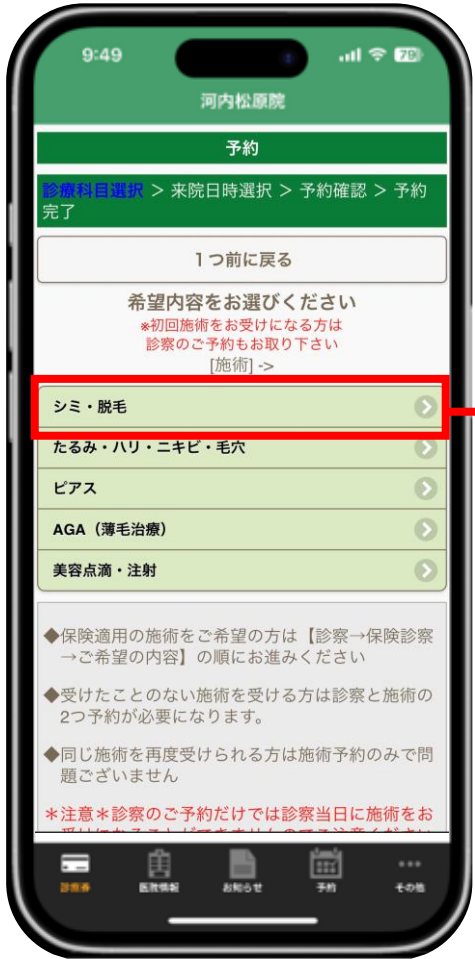 9:49
79
河内松原院
予約
診療科目選択 > 来院日時選択 > 予約確認 > 予約
完了
1つ前に戻る
希望内容をお選びください
*初回施術をお受けになる方は
診察のご予約もお取り下さい
[施術] ->
シミ・脱毛
たるみ・ハリ・ニキビ・毛穴
ピアス
AGA（薄毛治療）
美容点滴・注射
◆保険適用の施術をご希望の方は【診察→保険診察
→ご希望の内容】の順にお進みください
◆受けたことのない施術を受ける方は診察と施術の
2つ予約が必要になります。
◆同じ施術を再度受けられる方は施術予約のみで問
題ございません
*注意*診察のご予約だけでは診察当日に施術をお
診察券
医院情報
お知らせ
予約
その他